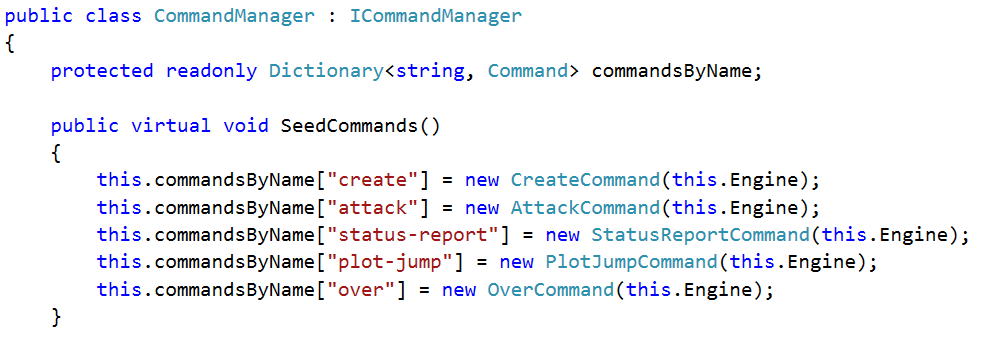 public class CommandManager : ICommandManager
{
    protected readonly Dictionary<string, Command> commandsByName;

    public virtual void SeedCommands()
    {
        this.commandsByName["create"] = new CreateCommand(this.Engine);
        this.commandsByName["attack"] = new AttackCommand(this.Engine);
        this.commandsByName["status-report"] = new StatusReportCommand(this.Engine);
        this.commandsByName["plot-jump"] = new PlotJumpCommand(this.Engine);
        this.commandsByName["over"] = new OverCommand(this.Engine);
    }